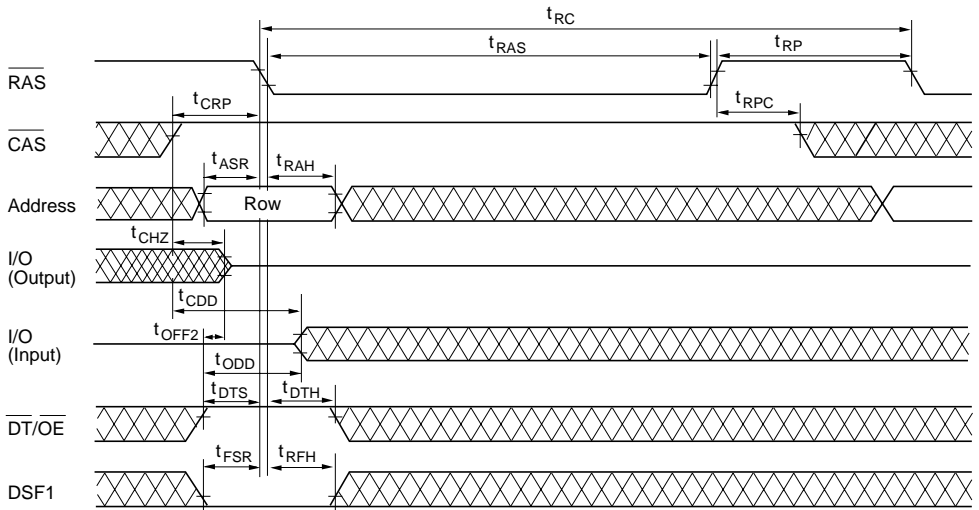 tRC
tRAS
tRP
RAS
tCRP
tRPC
CAS
tASR
tRAH
Address
Row
tCHZ
I/O
(Output)
tCDD
I/O
(Input)
tOFF2
tODD
tDTS
tDTH
DT/OE
tFSR
tRFH
DSF1